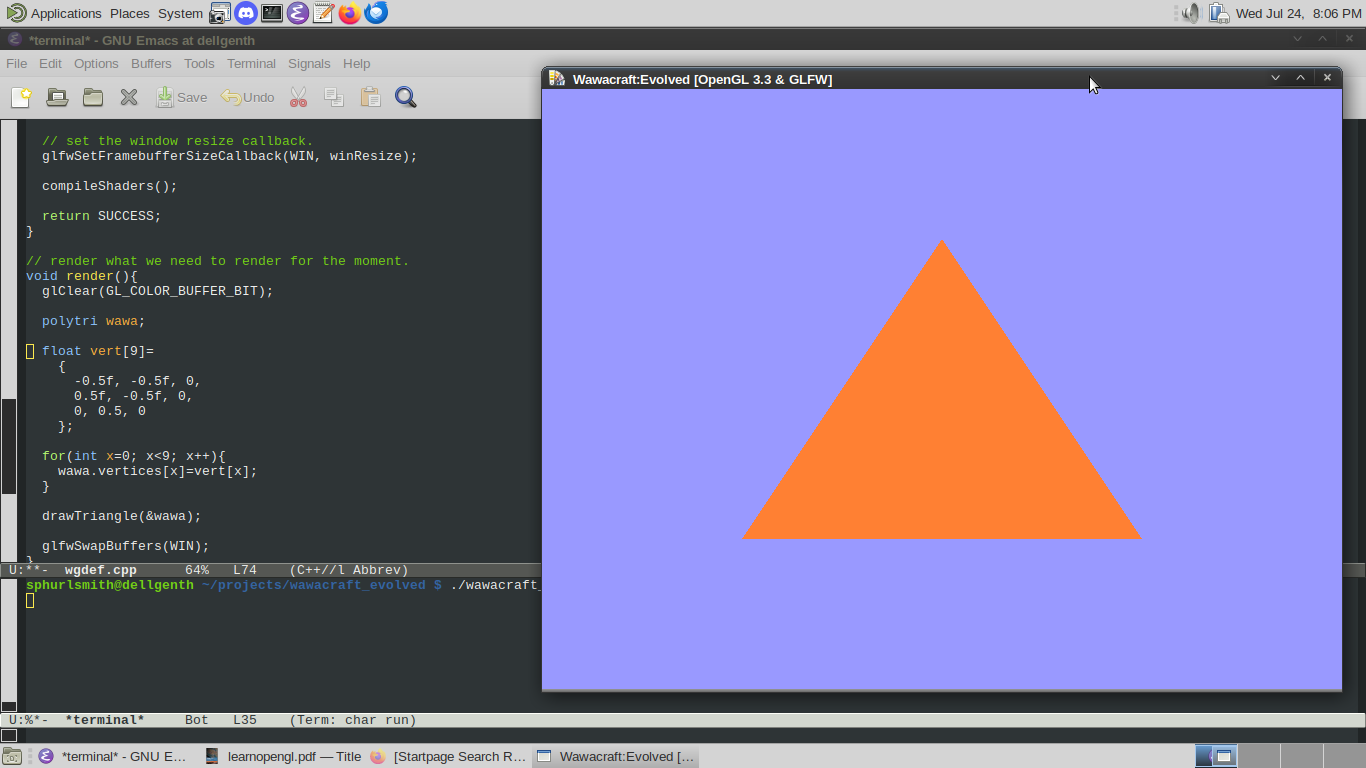 Applications Places System Wed Jul 24, 8:06 PM
*terminal* - GNU Emacs at dellgenth
File Edit Options Buffers Tools Terminal Signals Help
Save Undo
// set the window resize callback.
glfwSetFramebufferSizeCallback(WIN, winResize);
compileShaders();
return SUCCESS;
}
// render what we need to render for the moment.
void render(){
glClear(GL_COLOR_BUFFER_BIT);
polytri wawa;
float vert[9]=
{
-0.5f, -0.5f, 0,
0.5f, -0.5f, 0,
0, 0.5, 0
};
for(int x=0; x<9; x++){
wawa.vertices[x]=vert[x];
}
drawTriangle(&wawa);
glfwSwapBuffers(WIN);
}
U:**- wgdef.cpp 64% L74 (C++//l Abbrev)
sphurlsmith@dellgenth ~/projects/wawacraft_evolved $ ./wawacraft_
U:%*- *terminal* Bot L35 (Term: char run)
Wawacraft:Evolved [OpenGL 3.3 & GLFW]
*terminal* - GNU E… learnopengl.pdf — Title [Startpage Search R… Wawacraft:Evolved […